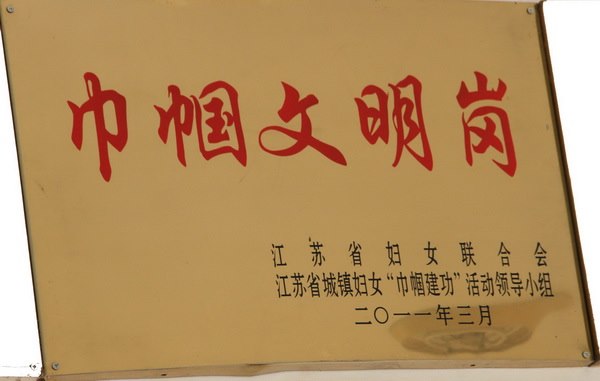 巾帼文明岗
江苏省妇女联合会
江苏省城镇妇女“巾帼建功”活动领导小组
二〇一一年三月